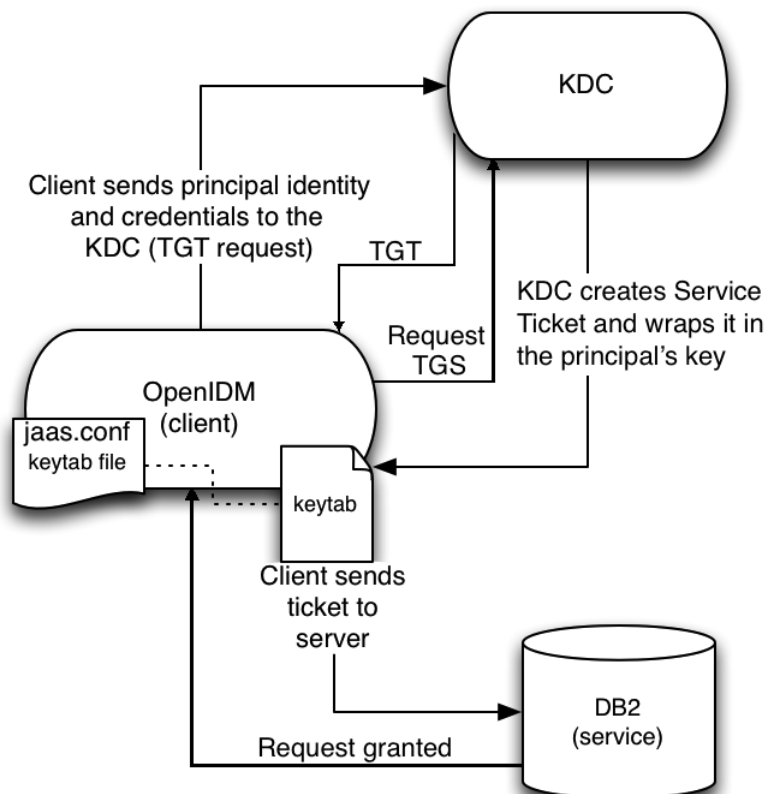 KDC
Client sends principal identity
and credentials to the
KDC (TGT request)
TGT
KDC creates Service
Ticket and wraps it in
the principal's key
Request
TGS
OpenIDM
(client)
jaas.conf
keytab file
keytab
Client sends
ticket to
server
DB2
(service)
Request granted